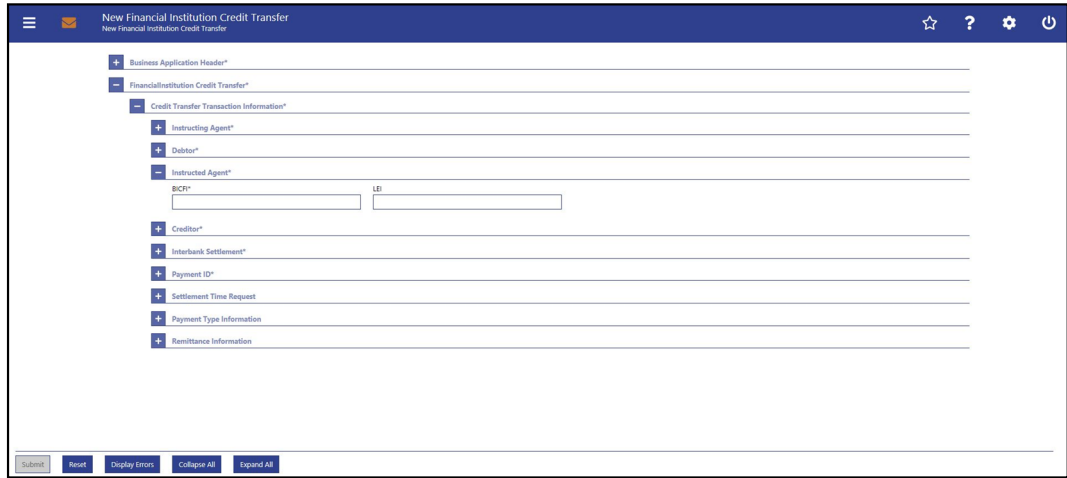 New Financial Institution Credit Transfer
New Financial Institution Credit Transfer
Business Application Header*
FinancialInstitution Credit Transfer*
Credit Transfer Transaction Information*
Instructing Agent*
Debtor*
Instructed Agent*
BICFI* LEI
Creditor*
Interbank Settlement*
Payment ID*
Settlement Time Request
Payment Type Information
Remittance Information
Submit Reset Display Errors Collapse All Expand All